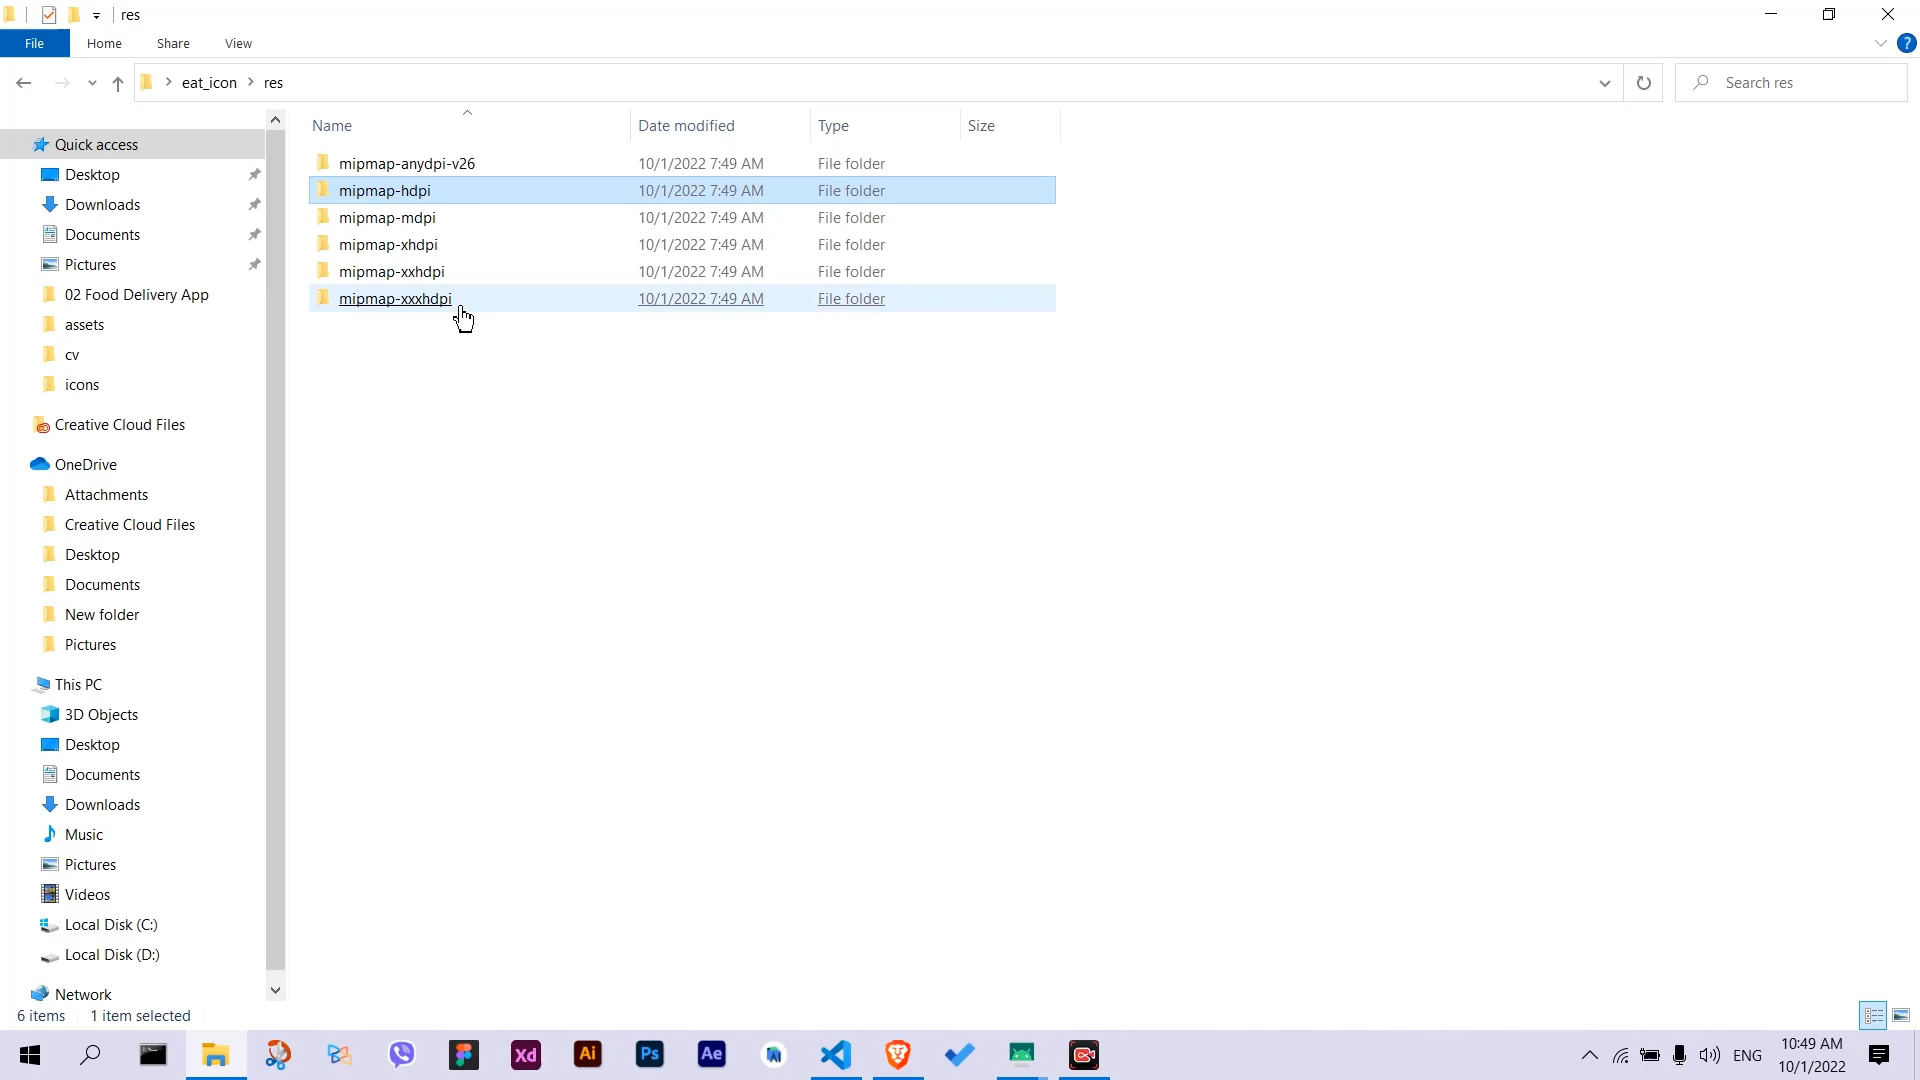 res
File Home Share View
eat_icon res
Search res
Name Date modified Type Size
mipmap-anydpi-v26 10/1/2022 7:49 AM File folder
mipmap-hdpi 10/1/2022 7:49 AM File folder
mipmap-mdpi 10/1/2022 7:49 AM File folder
mipmap-xhdpi 10/1/2022 7:49 AM File folder
mipmap-xxhdpi 10/1/2022 7:49 AM File folder
mipmap-xxxhdpi 10/1/2022 7:49 AM File folder
Quick access
Desktop
Downloads
Documents
Pictures
02 Food Delivery App
assets
cv
icons
Creative Cloud Files
OneDrive
Attachments
Creative Cloud Files
Desktop
Documents
New folder
Pictures
This PC
3D Objects
Desktop
Documents
Downloads
Music
Pictures
Videos
Local Disk (C:)
Local Disk (D:)
Network
6 items 1 item selected
Xd Ai Ps Ae
ENG
10:49 AM
10/1/2022